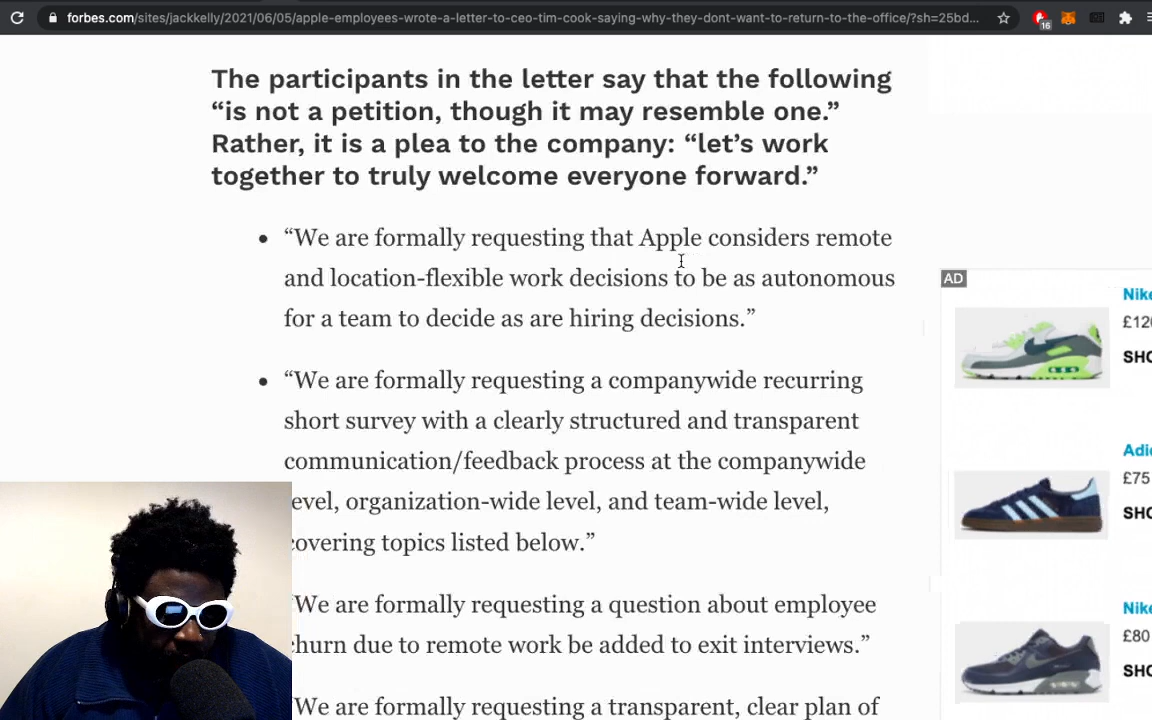 forbes.com/sites/jackkelly/2021/06/05/apple-employees-wrote-a-letter-to-ceo-tim-cook-saying-why-they-dont-want-to-return-to-the-office/?sh=25bd...
16
The participants in the letter say that the following
“is not a petition, though it may resemble one.”
Rather, it is a plea to the company: “let’s work
together to truly welcome everyone forward.”
• “We are formally requesting that Apple considers remote
and location-flexible work decisions to be as autonomous
for a team to decide as are hiring decisions.”
• “We are formally requesting a companywide recurring
short survey with a clearly structured and transparent
communication/feedback process at the companywide
level, organization-wide level, and team-wide level,
covering topics listed below.”
“We are formally requesting a question about employee
churn due to remote work be added to exit interviews.”
“We are formally requesting a transparent, clear plan of
AD
Nike
£120
SHO
Adid
£75
SHO
Nike
£80
SHO